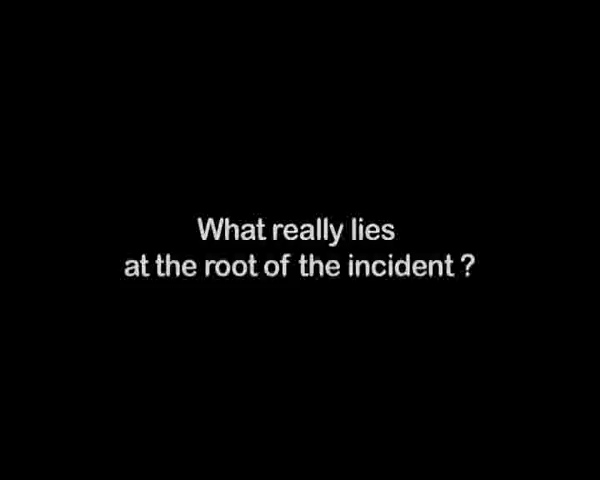 What really lies
at the root of the incident ?